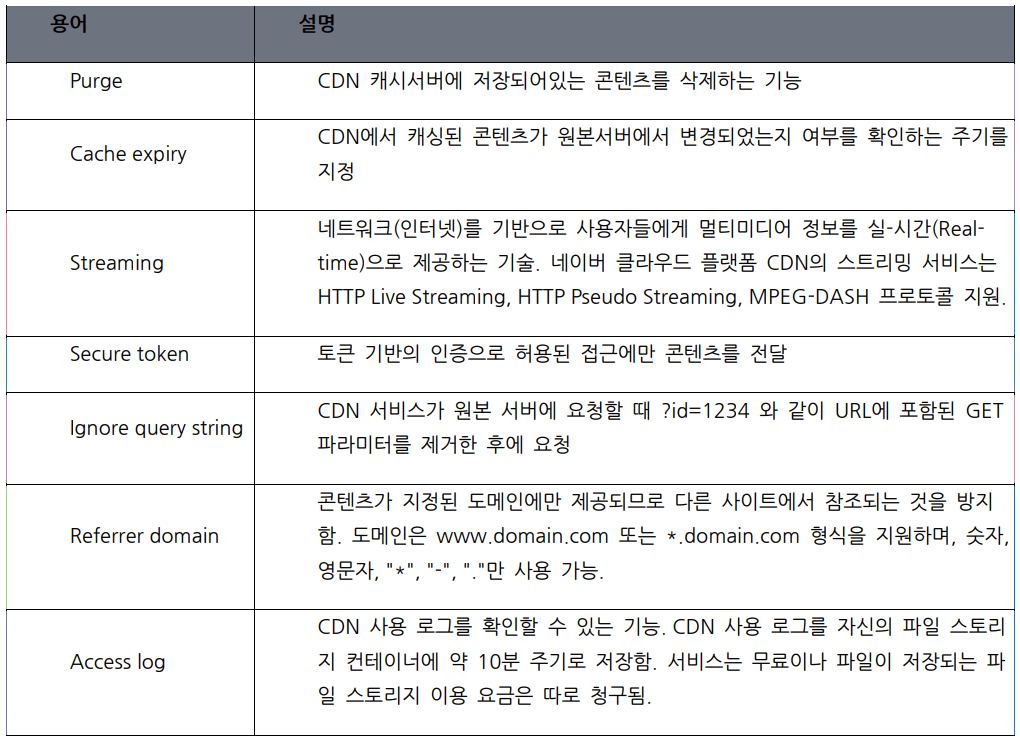 용어 설명
Purge CDN 캐시서버에 저장되어있는 콘텐츠를 삭제하는 기능
Cache expiry CDN에서 캐싱된 콘텐츠가 원본서버에서 변경되었는지 여부를 확인하는 주기를
지정
네트워크(인터넷)를 기반으로 사용자들에게 멀티미디어 정보를 실-시간(Real-
Streaming time)으로 제공하는 기술. 네이버 클라우드 플랫폼 CDN의 스트리밍 서비스는
HTTP Live Streaming, HTTP Pseudo Streaming, MPEG-DASH 프로토콜 지원.
Secure token 토큰 기반의 인증으로 허용된 접근에만 콘텐츠를 전달
Ignore query string CDN 서비스가 원본 서버에 요청할 때 ?id=1234 와 같이 URL에 포함된 GET
파라미터를 제거한 후에 요청
콘텐츠가 지정된 도메인에만 제공되므로 다른 사이트에서 참조되는 것을 방지
Referrer domain 함. 도메인은 www.domain.com 또는 *.domain.com 형식을 지원하며, 숫자,
영문자, "*", "-", "."만 사용 가능.
CDN 사용 로그를 확인할 수 있는 기능. CDN 사용 로그를 자신의 파일 스토리
Access log 지 컨테이너에 약 10분 주기로 저장함. 서비스는 무료이나 파일이 저장되는 파
일 스토리지 이용 요금은 따로 청구됨.